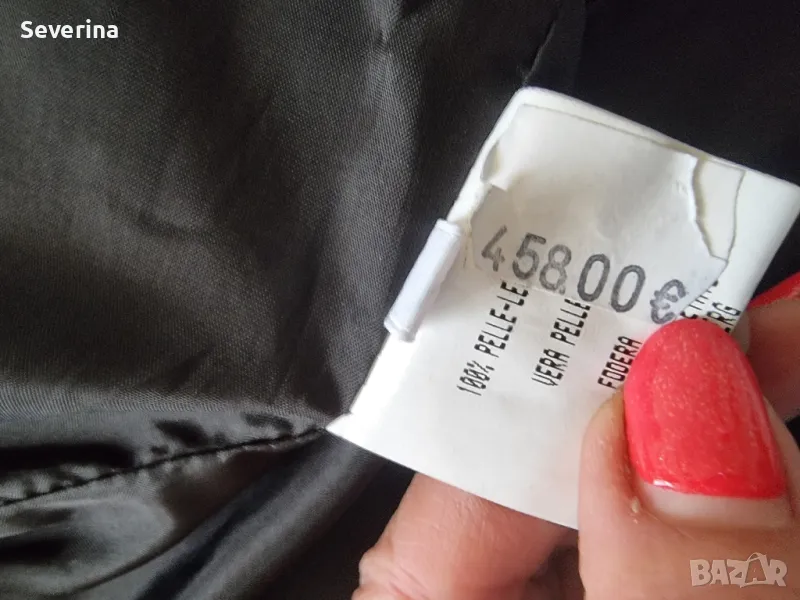 Severina
458.00 €
100% PELLE-LE
VERA PELLE
FODERA
BAZAR